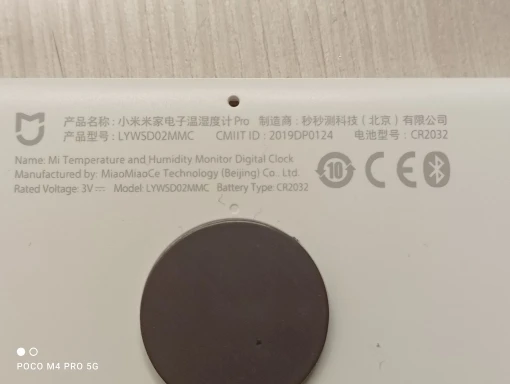 产品名称：小米米家电子温湿度计Pro 制造商：秒秒测科技（北京）有限公司
产品型号：LYWSD02MMC CMIIT ID：2019DP0124 电池型号：CR2032
Name: Mi Temperature and Humidity Monitor Digital Clock
Manufactured by: MiaoMiaoCe Technology (Beijing) Co., Ltd.
Rated Voltage: 3V⎓ Model: LYWSD02MMC Battery Type: CR2032
10
CE
POCO M4 PRO 5G